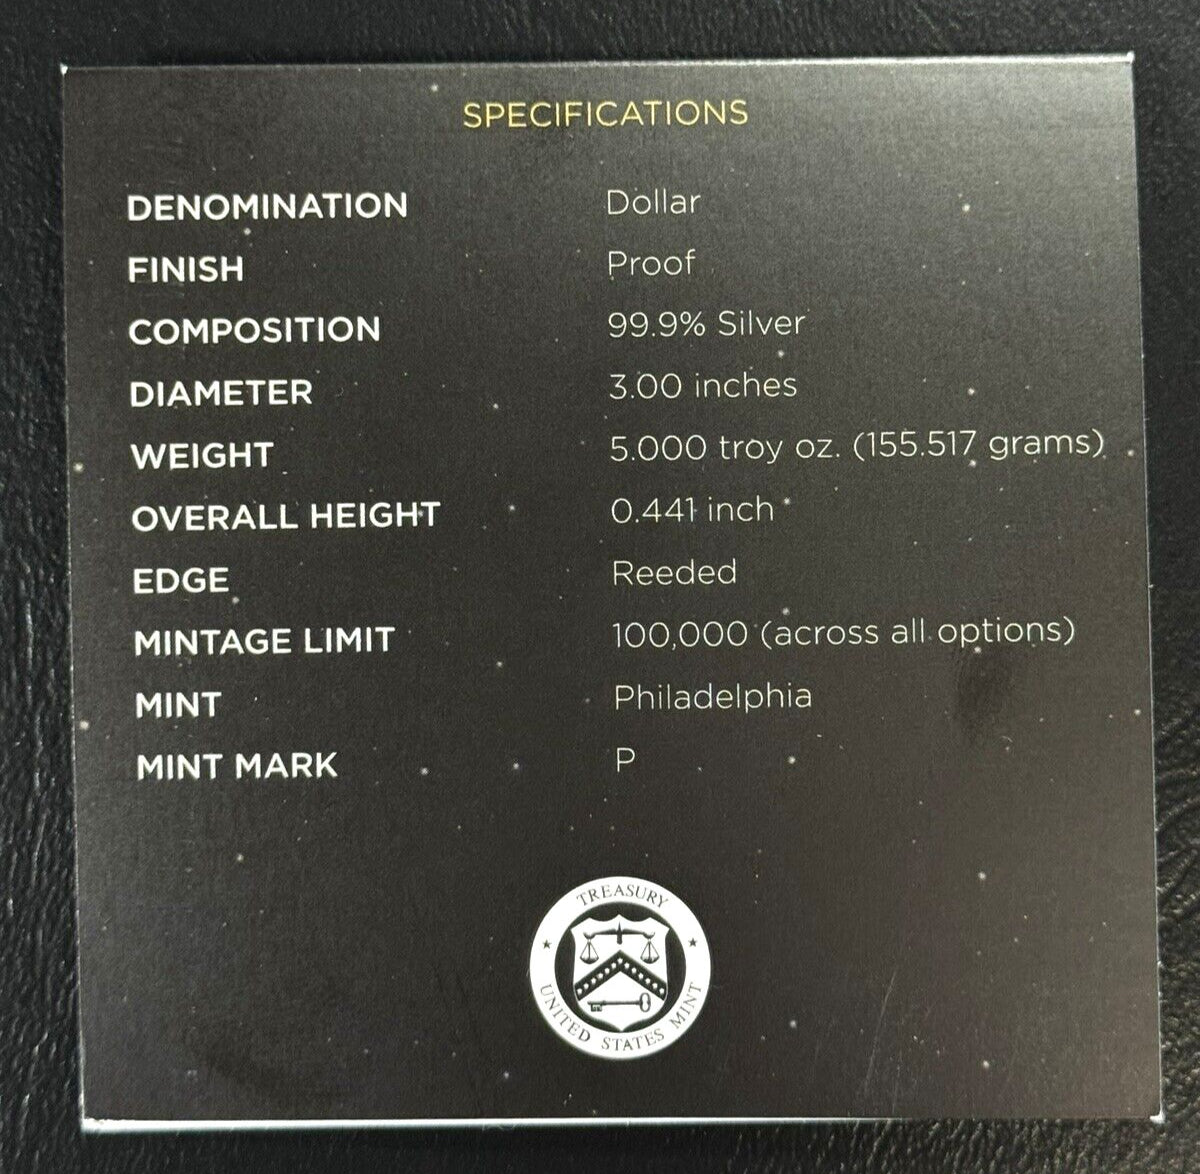 SPECIFICATIONS
DENOMINATION Dollar
FINISH Proof
COMPOSITION 99.9% Silver
DIAMETER 3.00 inches
WEIGHT 5.000 troy oz. (155.517 grams)
OVERALL HEIGHT 0.441 inch
EDGE Reeded
MINTAGE LIMIT 100,000 (across all options)
MINT Philadelphia
MINT MARK P
TREASURY
UNITED STATES MINT